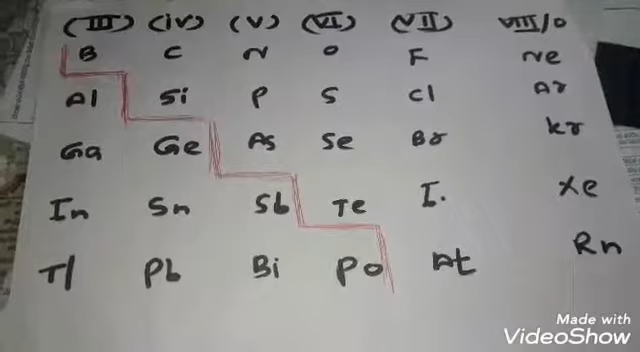 (III) (iv) (V) (VI) (VII) VIII/0
B C N O F Ne
Al Si P S Cl Ar
Ga Ge As Se Br Kr
In Sn Sb Te I. Xe
Tl Pb Bi Po At Rn
Made with
VideoShow